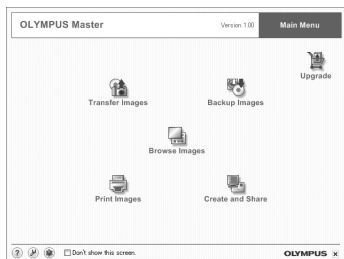 OLYMPUS Master
Version 1.00
Main Menu
Upgrade
Transfer Images
Backup Images
Browse Images
Print Images
Create and Share
? Don't show this screen.
OLYMPUS x